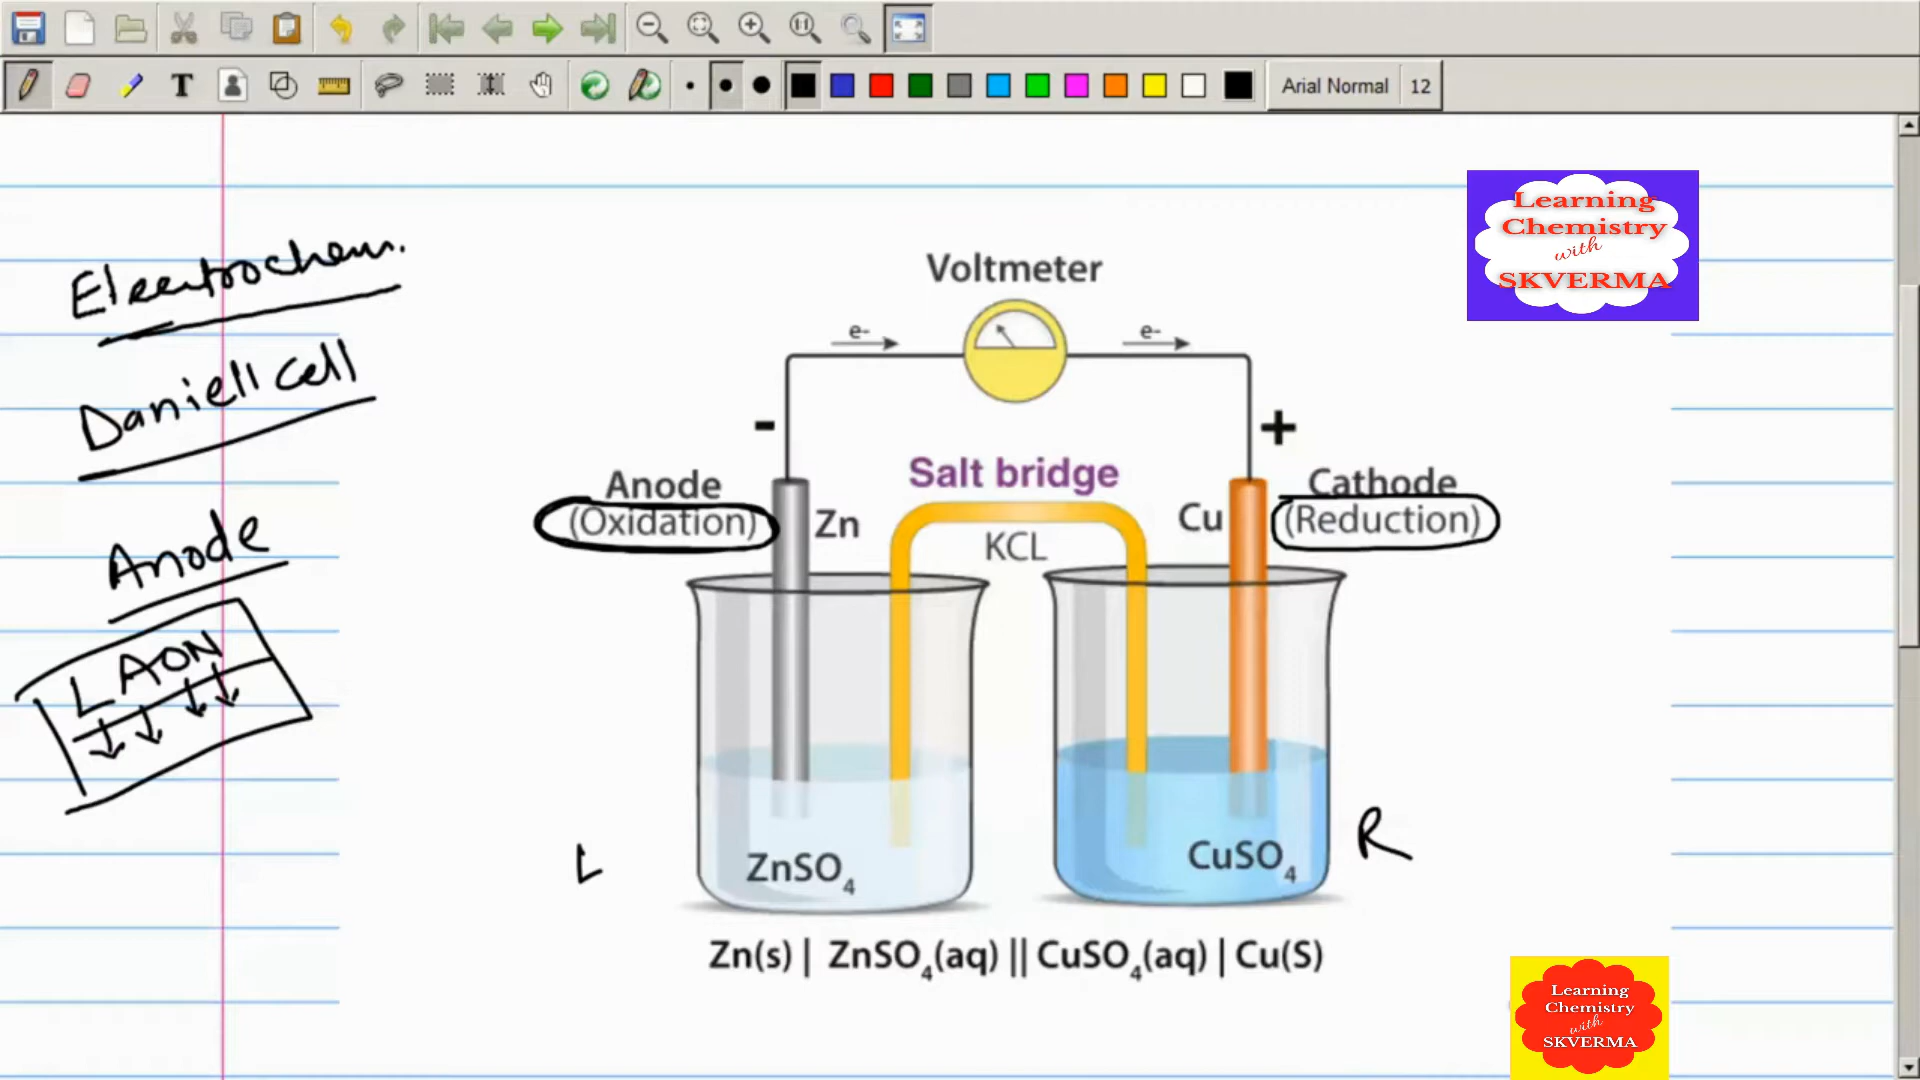 Arial Normal 12
Learning
Chemistry
with
SKVERMA
Electrochem.
Daniell cell
Anode
LAON
Voltmeter
e- e-
- +
Anode
(Oxidation)
Zn
Salt bridge
KCL
Cu
Cathode
(Reduction)
L
ZnSO4
CuSO4
R
Zn(s) | ZnSO4(aq) || CuSO4(aq) | Cu(S)
Learning
Chemistry
with
SKVERMA